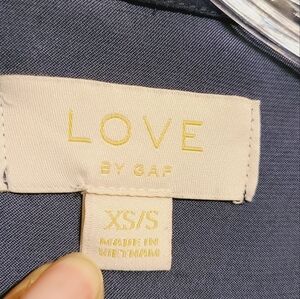 LOVE
BY GAP
XS/S
MADE IN
VIETNAM